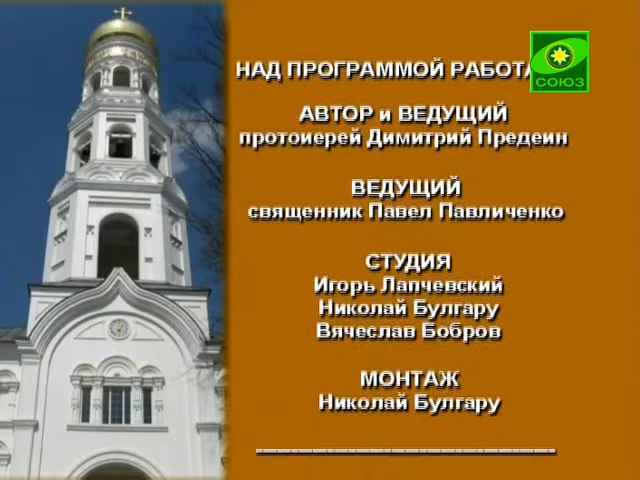 НАД ПРОГРАММОЙ РАБОТА
СОЮЗ
АВТОР и ВЕДУЩИЙ
протоиерей Димитрий Предеин
ВЕДУЩИЙ
священник Павел Павличенко
СТУДИЯ
Игорь Лапчевский
Николай Булгару
Вячеслав Бобров
МОНТАЖ
Николай Булгару